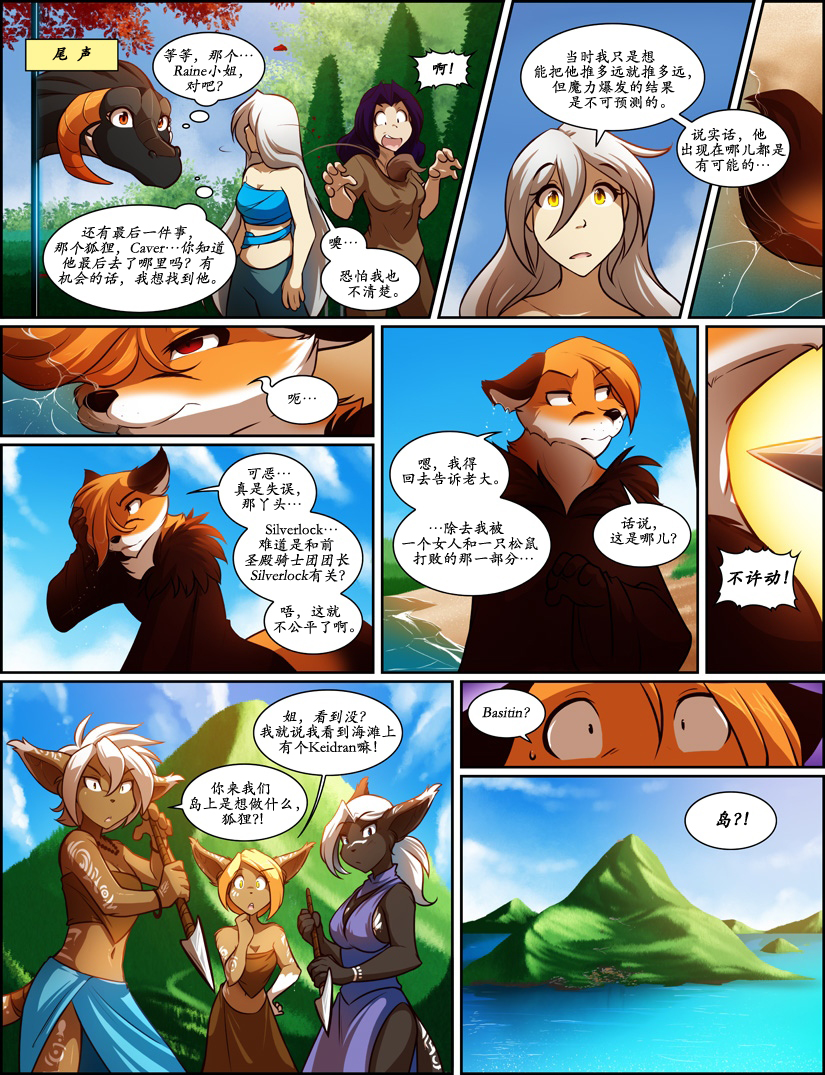 尾 声
等等，那个…
Raine小姐，
对吧？
啊！
还有最后一件事，
那个狐狸，Caver…你知道
他最后去了哪里吗？有
机会的话，我想找到他。
噢…
恐怕我也
不清楚。
当时我只是想
能把他推多远就推多远，
但魔力爆发的结果
是不可预测的。
说实话，他
出现在哪儿都是
有可能的…
呃…
可恶…
真是失误，
那丫头…
Silverlock…
难道是和前
圣殿骑士团团长
Silverlock有关？
唔，这就
不公平了啊。
嗯，我得
回去告诉老大。
…除去我被
一个女人和一只松鼠
打败的那一部分…
话说，
这是哪儿？
不许动！
姐，看到没？
我就说我看到海滩上
有个Keidran嘛！
你来我们
岛上是想做什么，
狐狸？！
Basitin？
岛？！